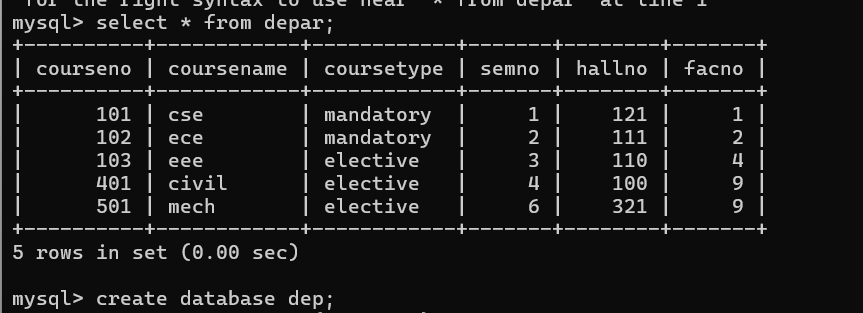 for the right syntax to use near '* from depar' at line 1
mysql> select * from depar;
+----------+------------+------------+-------+--------+-------+
| courseno | coursename | coursetype | semno | hallno | facno |
+----------+------------+------------+-------+--------+-------+
|      101 | cse        | mandatory  |     1 |    121 |     1 |
|      102 | ece        | mandatory  |     2 |    111 |     2 |
|      103 | eee        | elective   |     3 |    110 |     4 |
|      401 | civil      | elective   |     4 |    100 |     9 |
|      501 | mech       | elective   |     6 |    321 |     9 |
+----------+------------+------------+-------+--------+-------+
5 rows in set (0.00 sec)
mysql> create database dep;